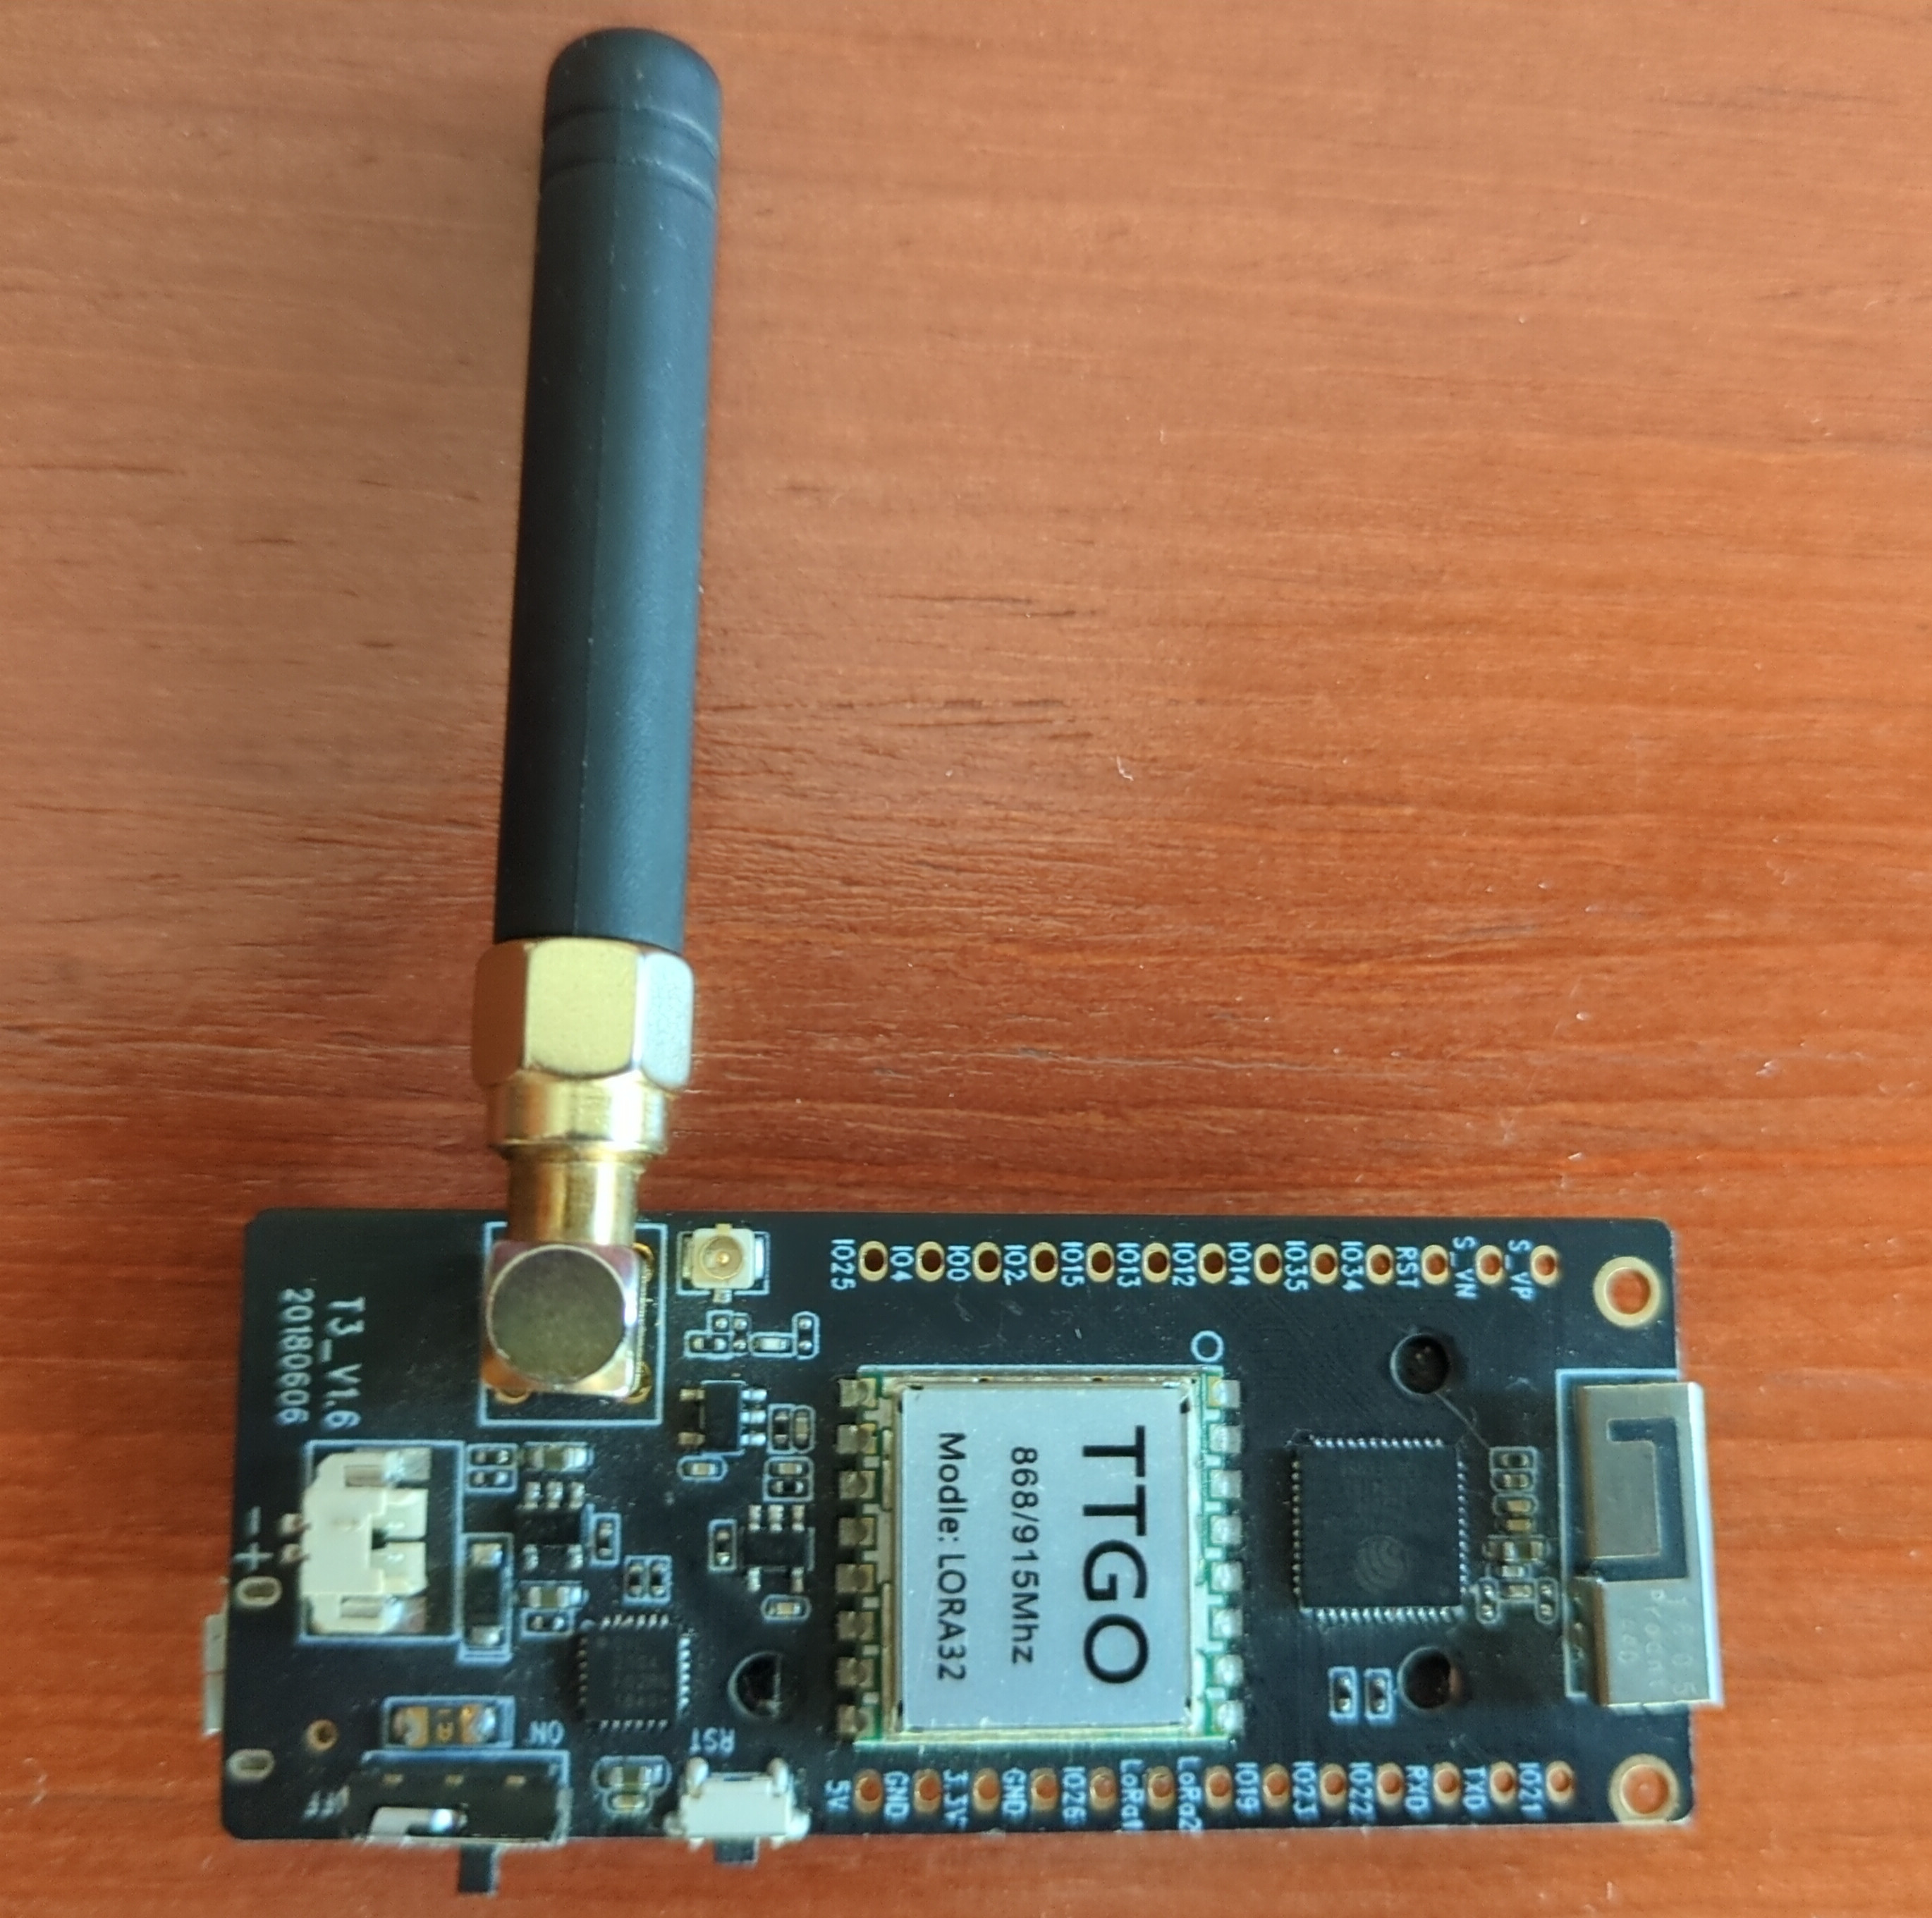 T3_V1.6
20180606
IO25
IO4
IO0
IO2
IO15
IO13
IO12
IO14
IO35
IO34
RST
S_VN
S_VP
TTGO
868/915Mhz
Modle: LORA32
- +
ON
OFF
RST
5V
GND
3.3V
GND
IO26
LoRa1
LoRa2
IO19
IO23
IO22
RXD
TXD
IO21